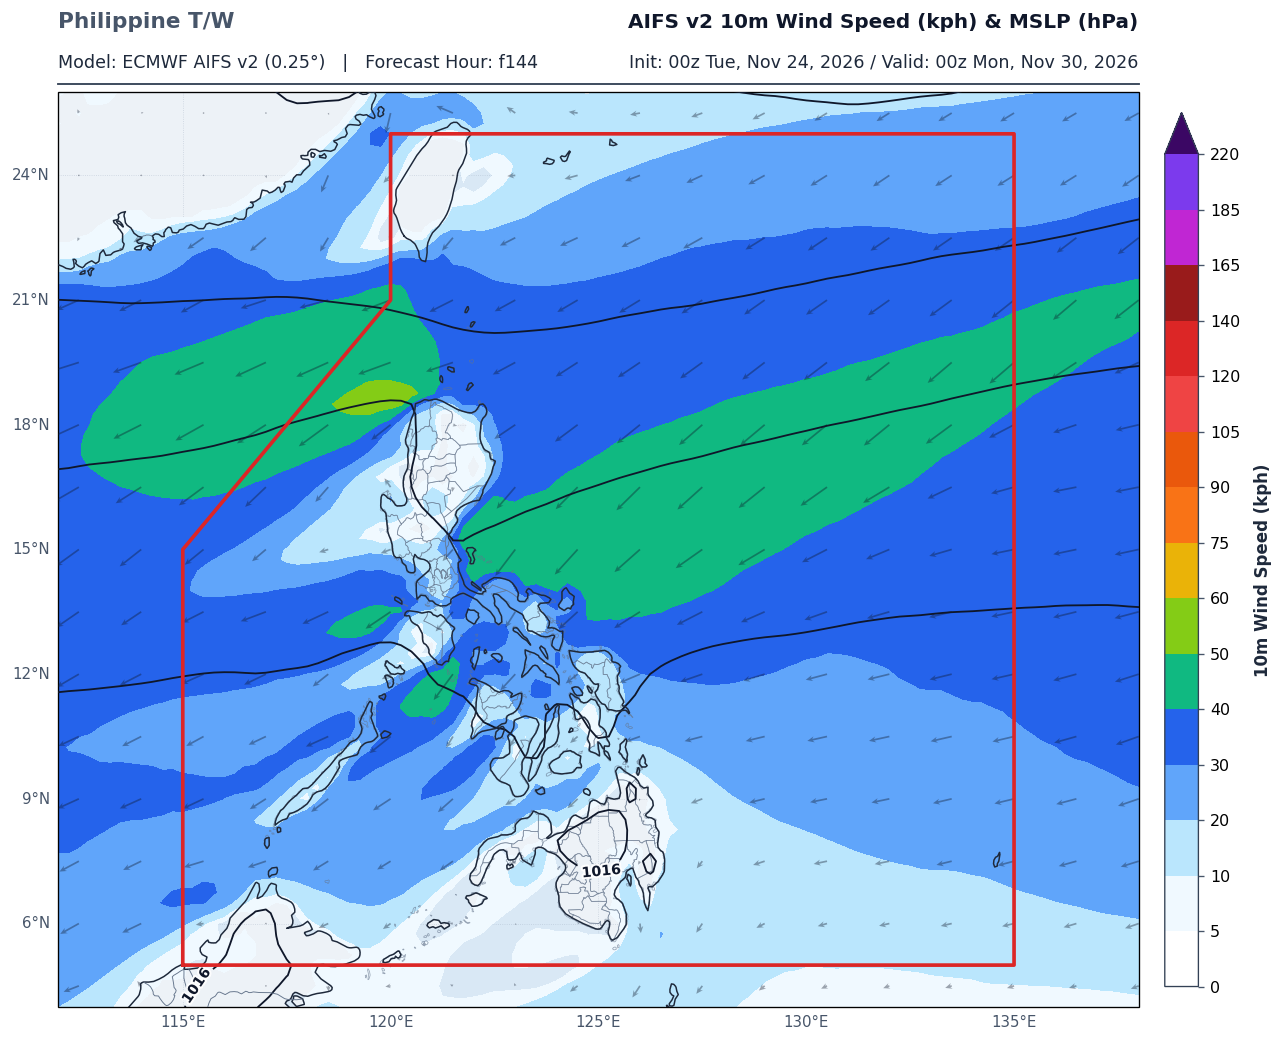 Philippine T/W
AIFS v2 10m Wind Speed (kph) & MSLP (hPa)
Model: ECMWF AIFS v2 (0.25°) | Forecast Hour: f144
Init: 00z Tue, Nov 24, 2026 / Valid: 00z Mon, Nov 30, 2026
24°N
21°N
18°N
15°N
12°N
9°N
6°N
1016
1016
115°E
120°E
125°E
130°E
135°E
220
185
165
140
120
105
90
75
60
50
40
30
20
10
5
0
10m Wind Speed (kph)